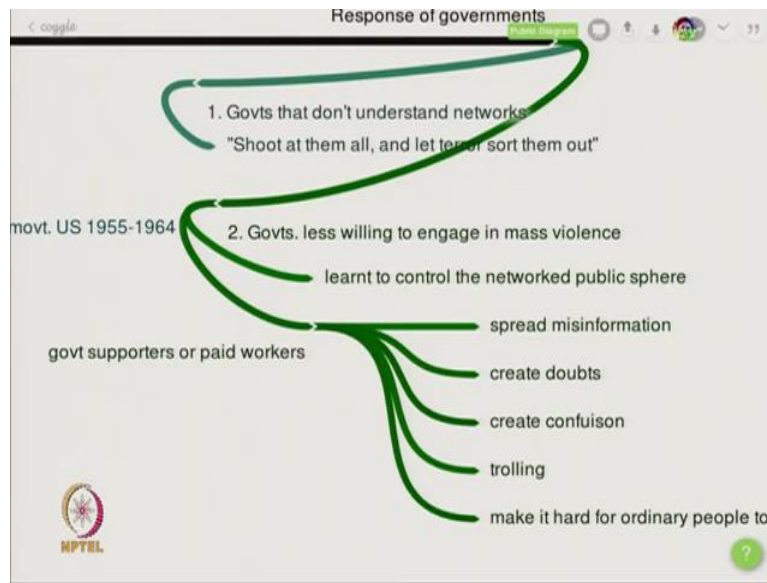 Response of governments
< coggle
Public Diagram
1. Govts that don't understand networks
"Shoot at them all, and let terror sort them out"
movt. US 1955-1964
2. Govts. less willing to engage in mass violence
learnt to control the networked public sphere
govt supporters or paid workers
spread misinformation
create doubts
create confuison
trolling
make it hard for ordinary people to
NPTEL
?